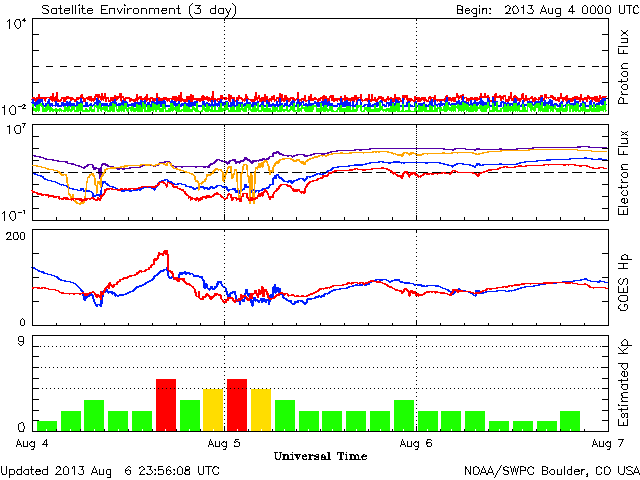 Satellite Environment (3 day) Begin: 2013 Aug 4 0000 UTC
10^4
10^-2
Proton Flux
10^7
10^-1
Electron Flux
200
0
GOES Hp
9
0
Estimated Kp
Aug 4 Aug 5 Aug 6 Aug 7
Universal Time
Updated 2013 Aug 6 23:56:08 UTC NOAA/SWPC Boulder, CO USA